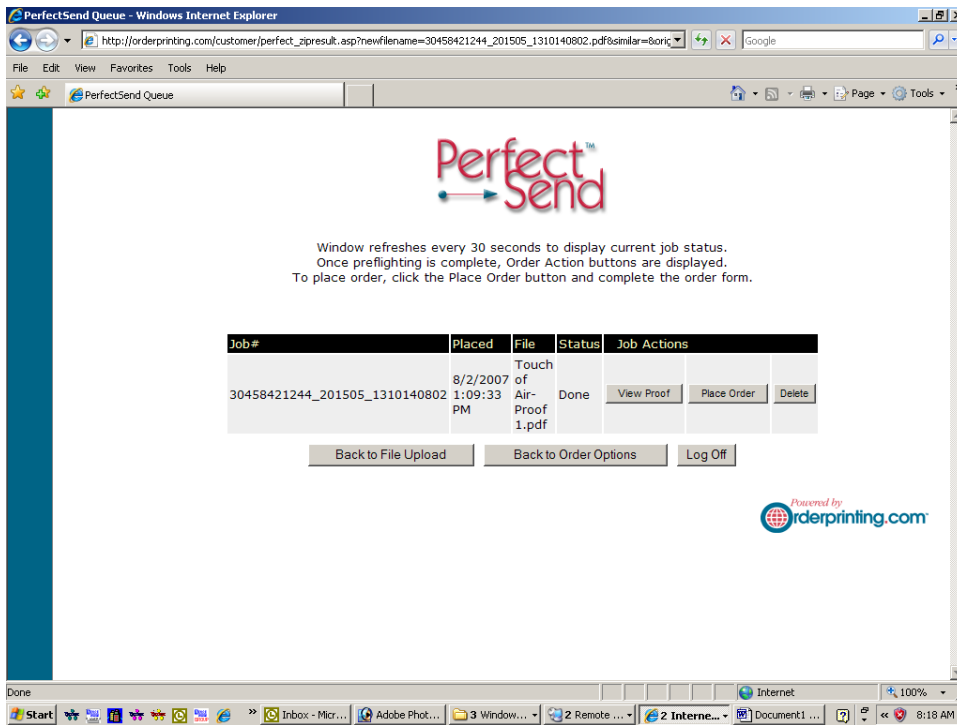 PerfectSend Queue - Windows Internet Explorer
http://orderprinting.com/customer/perfect_zipresult.asp?newfilename=30458421244_201505_1310140802.pdf&similar=&oric
Google
File Edit View Favorites Tools Help
PerfectSend Queue
Page Tools
Perfect™
Send
Window refreshes every 30 seconds to display current job status.
Once preflighting is complete, Order Action buttons are displayed.
To place order, click the Place Order button and complete the order form.
Job# Placed File Status Job Actions
30458421244_201505_1310140802 8/2/2007 1:09:33 PM Touch of Air-Proof 1.pdf Done View Proof Place Order Delete
Back to File Upload Back to Order Options Log Off
Powered by
Orderprinting.com
Done Internet 100%
Start Inbox - Micr... Adobe Phot... 3 Window... 2 Remote ... 2 Interne... Document1 ... 8:18 AM